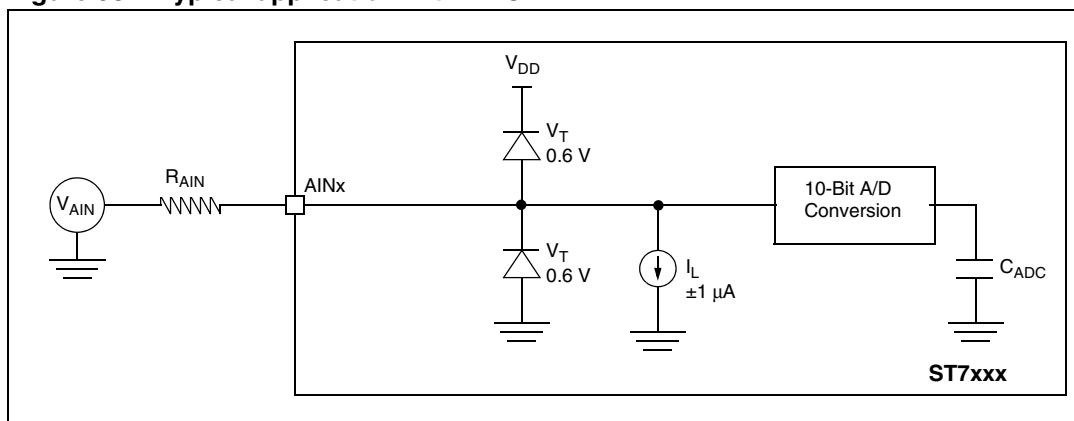 V_DD
V_T
0.6 V
R_AIN
AINx
V_AIN
10-Bit A/D
Conversion
V_T
0.6 V
I_L
±1 μA
C_ADC
ST7xxx